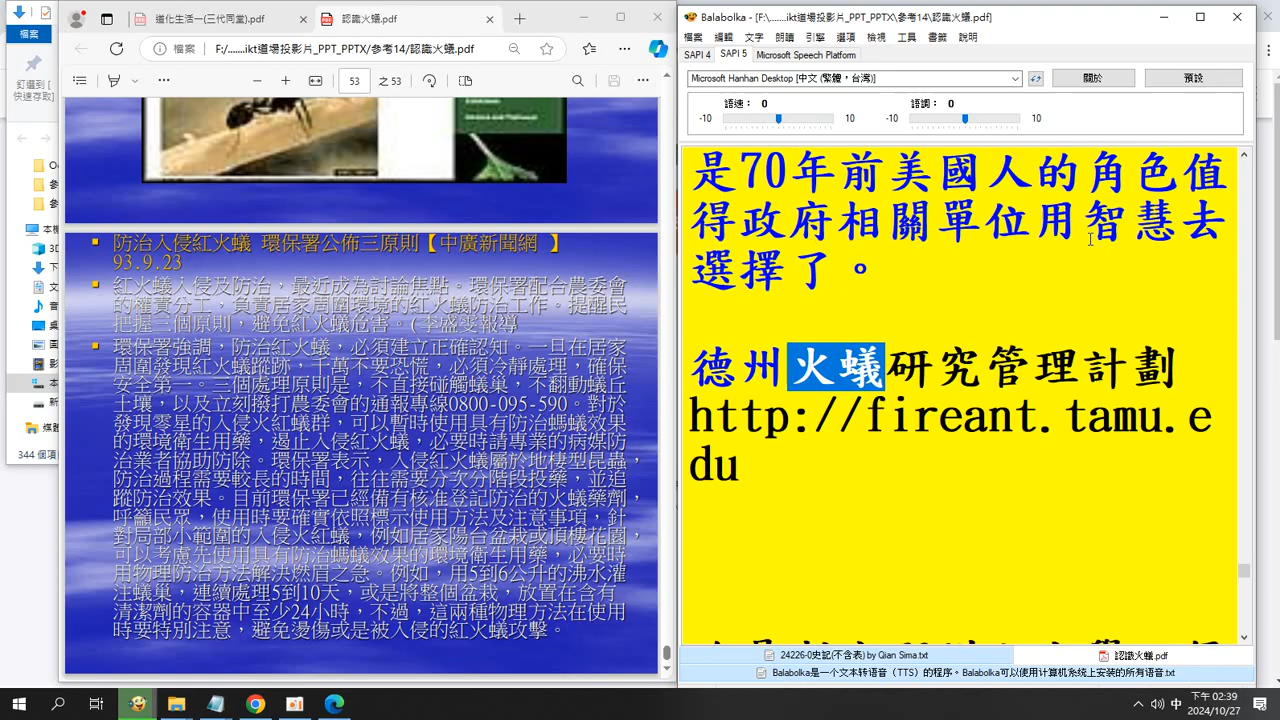 檔案
釘選到 [
快速存取]
本機
3D
344 個項
道化生活一(三代同堂).pdf
認識火蟻.pdf
檔案
F:/.......ikt道場投影片_PPT_PPTX/參考14/認識火蟻.pdf
53
之 53
防治入侵紅火蟻 環保署公佈三原則【中廣新聞網 】
93.9.23
紅火蟻入侵及防治，最近成為討論焦點。環保署配合農委會
的權責分工，負責居家周圍環境的紅火蟻防治工作。提醒民
把握三個原則，避免紅火蟻危害。(李盛雯報導
環保署強調，防治紅火蟻，必須建立正確認知。一旦在居家
周圍發現紅火蟻蹤跡，千萬不要恐慌，必須冷靜處理，確保
安全第一。三個處理原則是，不直接碰觸蟻巢，不翻動蟻丘
土壤，以及立刻撥打農委會的通報專線0800-095-590。對於
發現零星的入侵火紅蟻群，可以暫時使用具有防治螞蟻效果
的環境衛生用藥，遏止入侵紅火蟻，必要時請專業的病媒防
治業者協助防除。環保署表示，入侵紅火蟻屬於地棲型昆蟲，
防治過程需要較長的時間，往往需要分次分階段投藥，並追
蹤防治效果。目前環保署已經備有核准登記防治的火蟻藥劑，
呼籲民眾，使用時要確實依照標示使用方法及注意事項，針
對局部小範圍的入侵火紅蟻，例如居家陽台盆栽或頂樓花園，
可以考慮先使用具有防治螞蟻效果的環境衛生用藥，必要時
用物理防治方法解決燃眉之急。例如，用5到6公升的沸水灌
注蟻巢，連續處理5到10天，或是將整個盆栽，放置在含有
清潔劑的容器中至少24小時，不過，這兩種物理方法在使用
時要特別注意，避免燙傷或是被入侵的紅火蟻攻擊。
Balabolka - [F:\...ikt道場投影片_PPT_PPTX\參考14\認識火蟻.pdf]
檔案 編輯 文字 朗讀 引擎 選項 檢視 工具 書籤 說明
SAPI 4 SAPI 5 Microsoft Speech Platform
Microsoft Hanhan Desktop [中文 (繁體，台灣)]
關於
預設
語速： 0
語調： 0
-10 10 -10 10
是70年前美國人的角色值
得政府相關單位用智慧去
選擇了。
德州火蟻研究管理計劃
http://fireant.tamu.e
du
24226-0史記(不含表) by Qian Sima.txt
認識火蟻.pdf
Balabolka是一个文本转语音（TTS）的程序。Balabolka可以使用计算机系统上安装的所有语音.txt
中
下午 02:39
2024/10/27